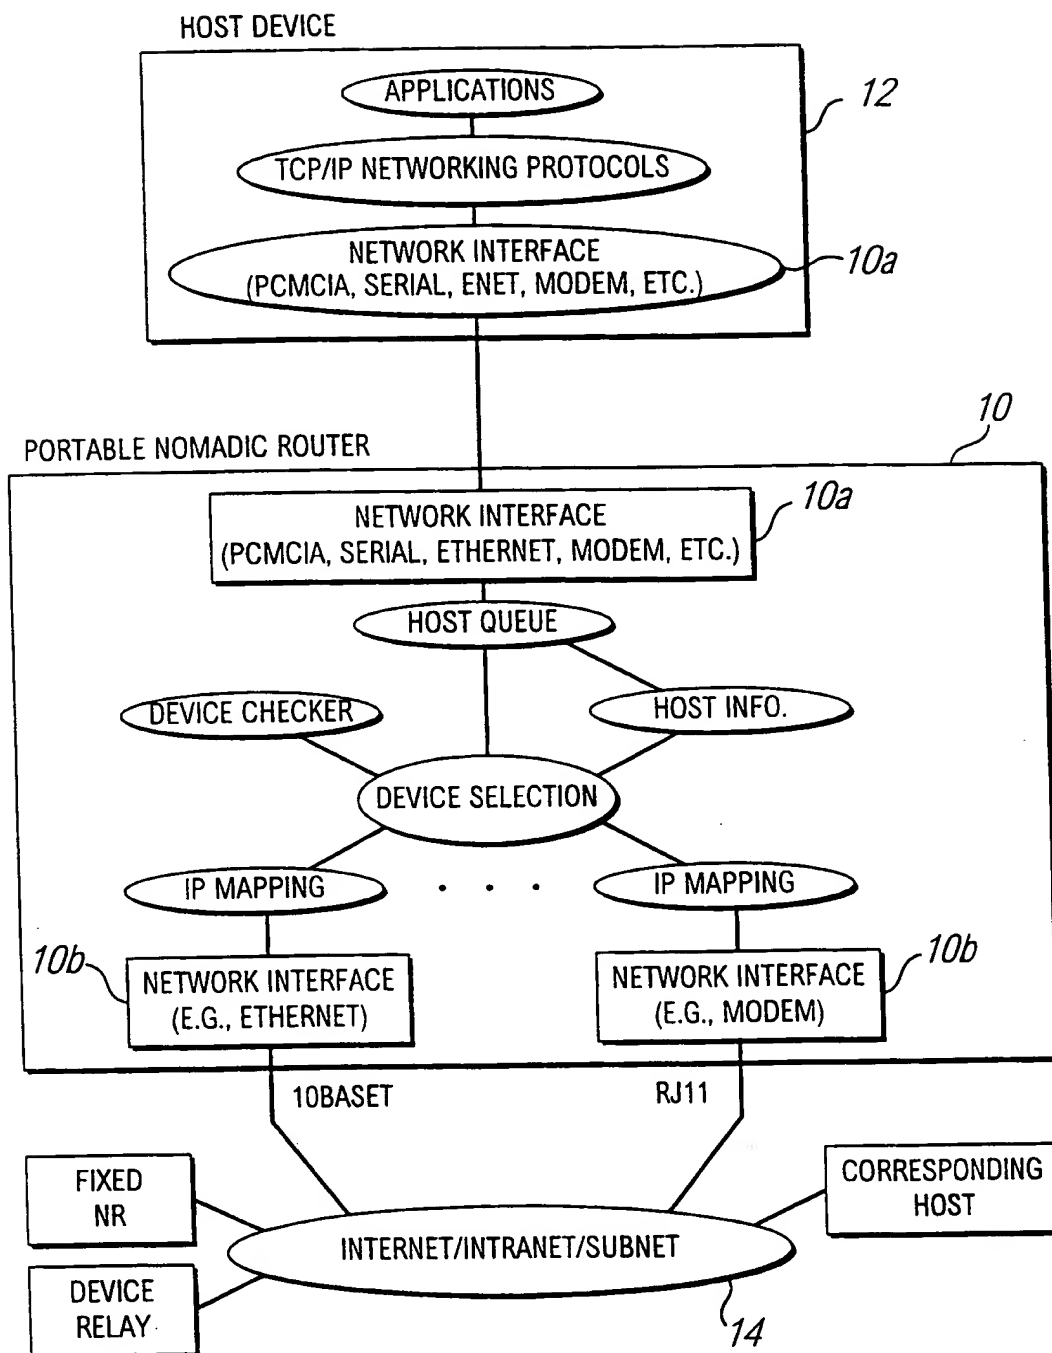 HOST DEVICE
12
APPLICATIONS
TCP/IP NETWORKING PROTOCOLS
NETWORK INTERFACE
(PCMCIA, SERIAL, ENET, MODEM, ETC.)
10a
10
PORTABLE NOMADIC ROUTER
NETWORK INTERFACE
(PCMCIA, SERIAL, ETHERNET, MODEM, ETC.)
10a
HOST QUEUE
DEVICE CHECKER
HOST INFO.
DEVICE SELECTION
IP MAPPING
. . .
IP MAPPING
10b
NETWORK INTERFACE
(E.G., ETHERNET)
NETWORK INTERFACE
(E.G., MODEM)
10b
10BASET
RJ11
FIXED
NR
CORRESPONDING
HOST
INTERNET/INTRANET/SUBNET
DEVICE
RELAY
14